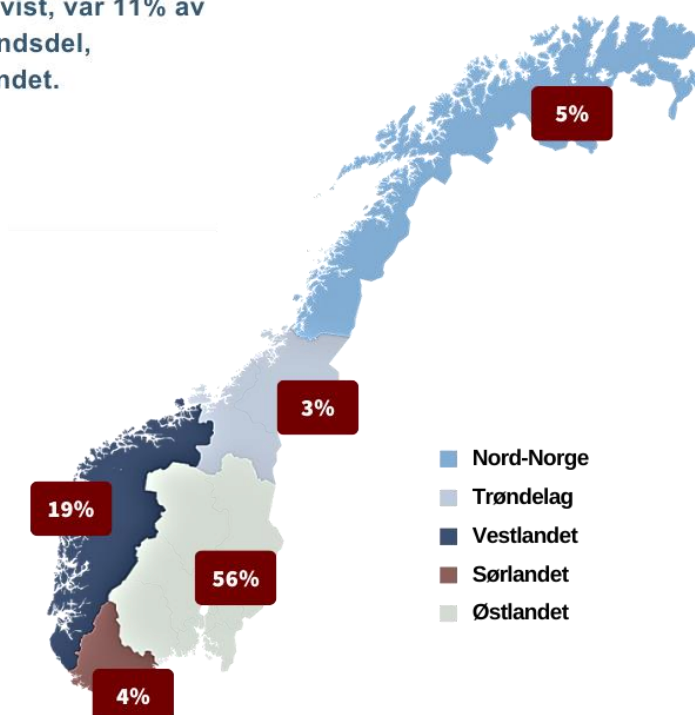 vist, var 11% av
ndsdel,
ndet.
5%
3%
19%
56%
4%
Nord-Norge
Trøndelag
Vestlandet
Sørlandet
Østlandet